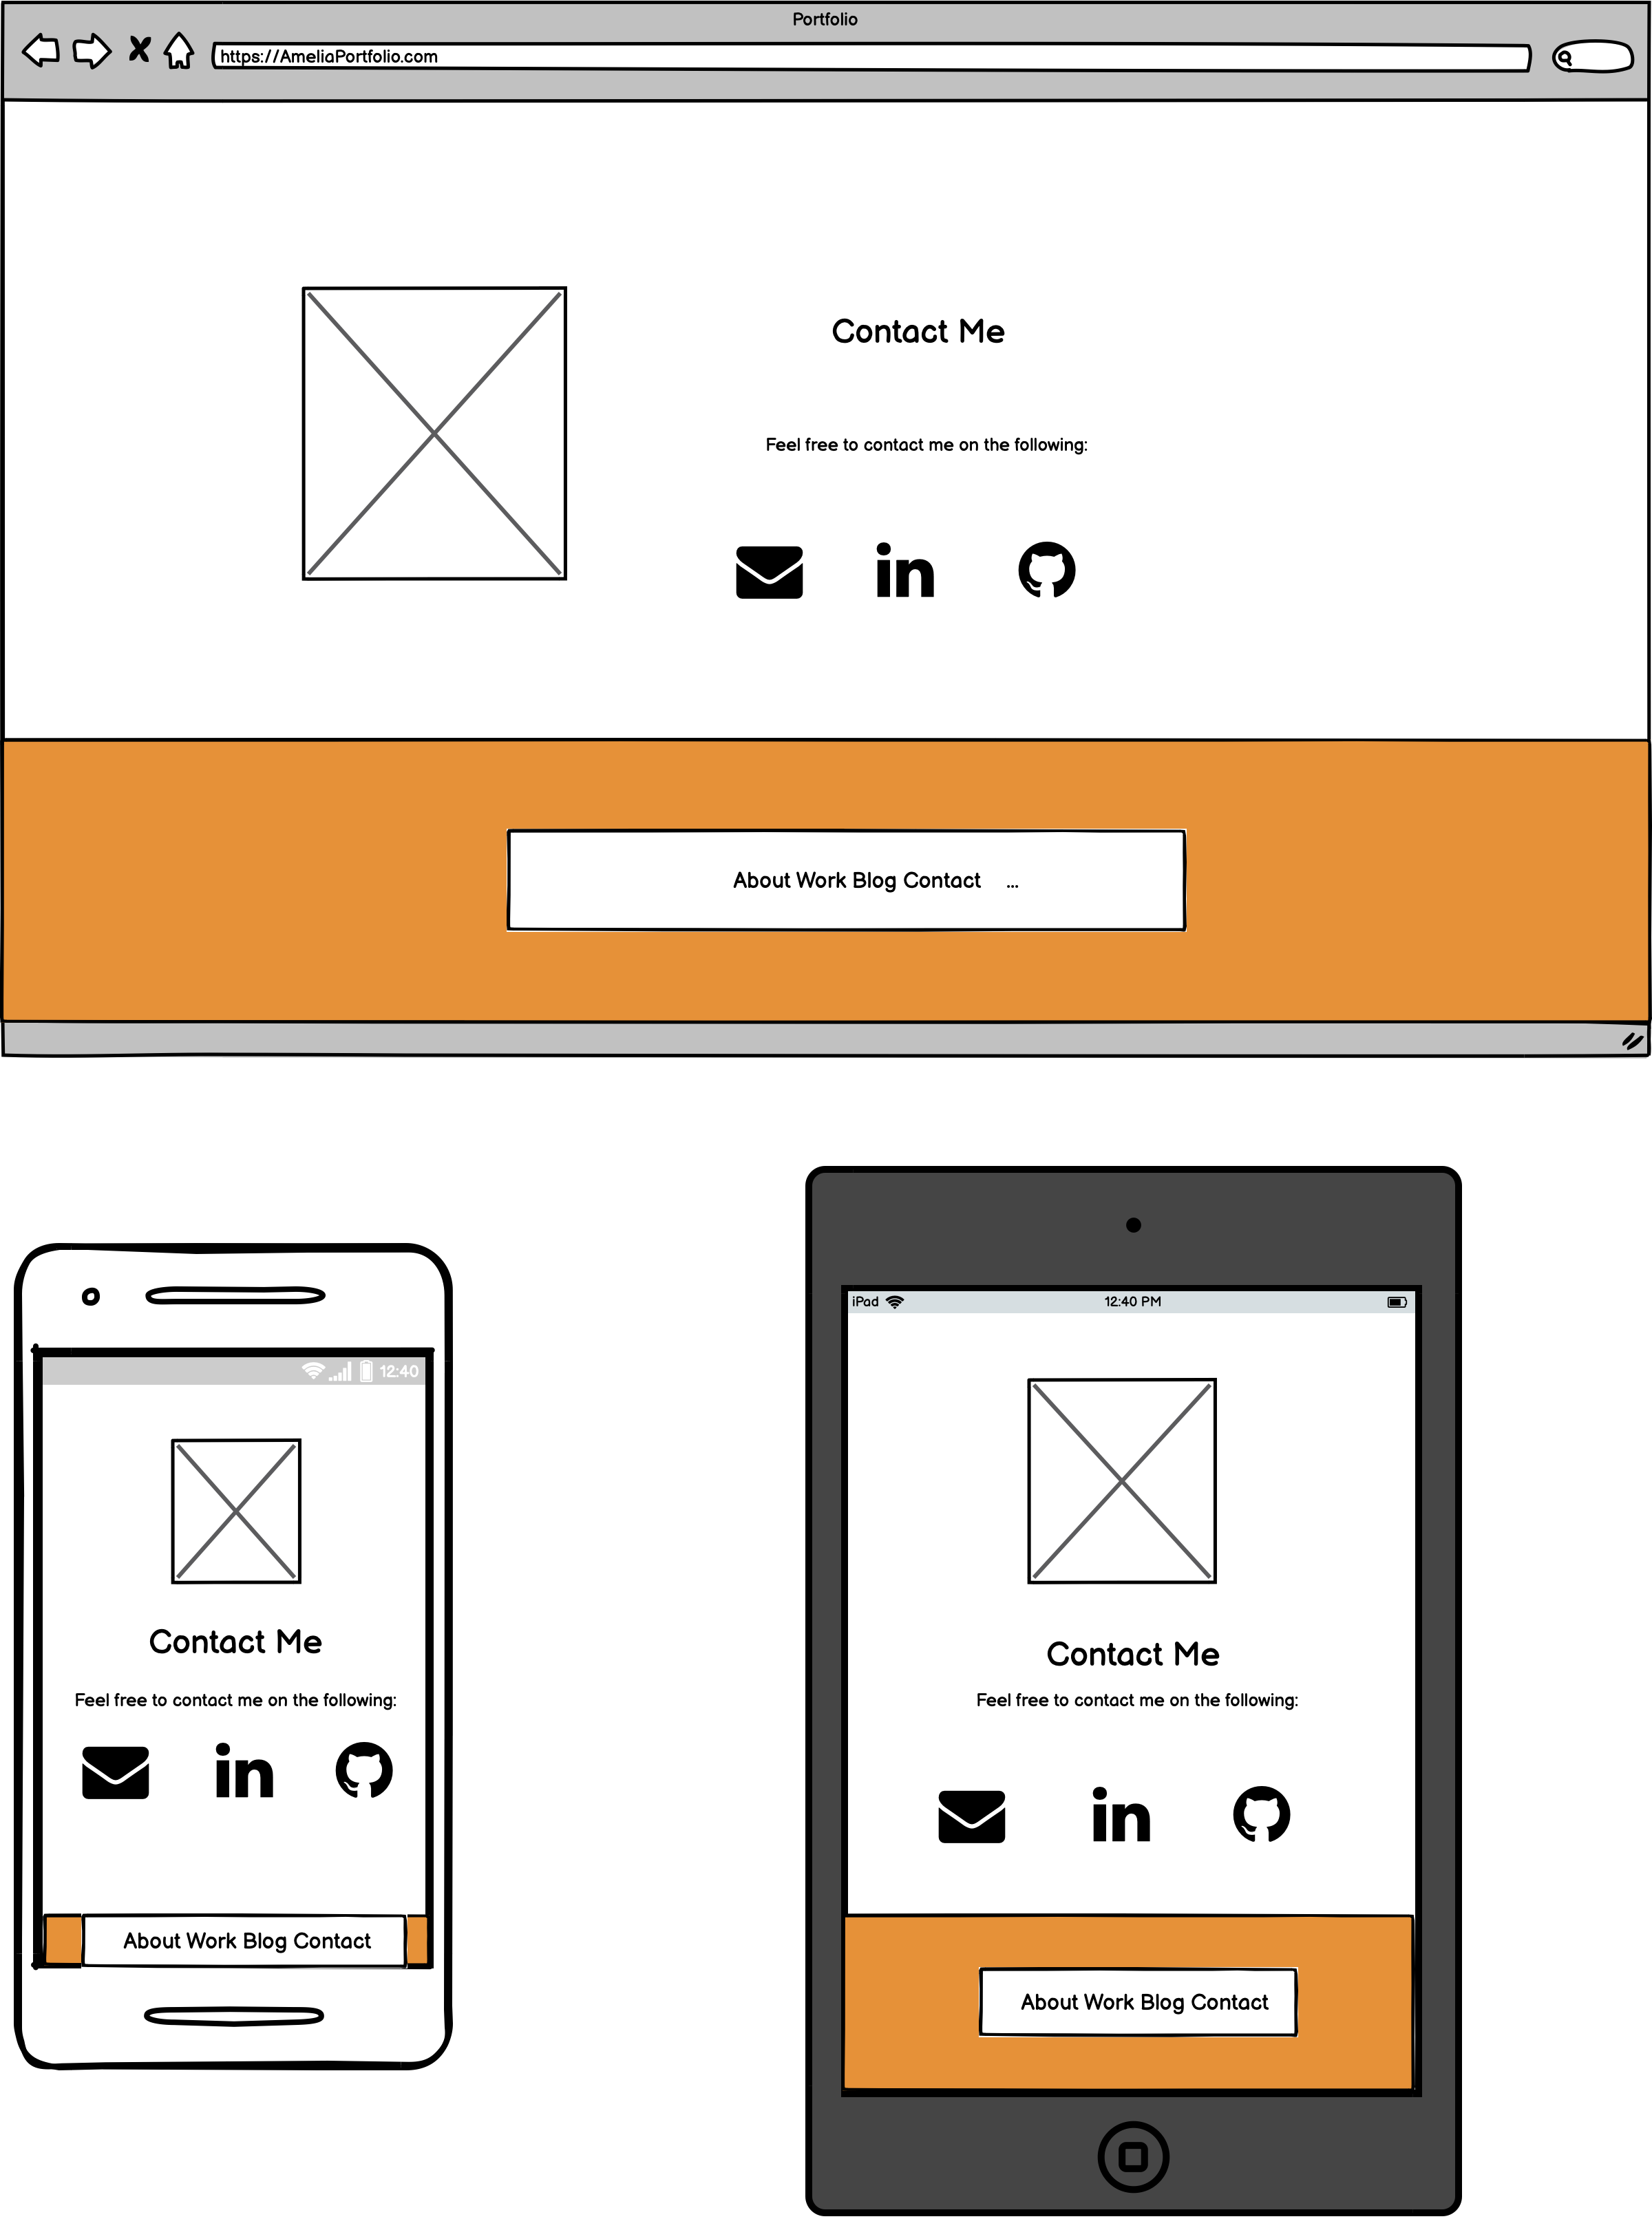 Portfolio
https://AmeliaPortfolio.com
Contact Me
Feel free to contact me on the following:
in
About Work Blog Contact ...
12:40
Contact Me
Feel free to contact me on the following:
in
About Work Blog Contact
iPad 12:40 PM
Contact Me
Feel free to contact me on the following:
in
About Work Blog Contact